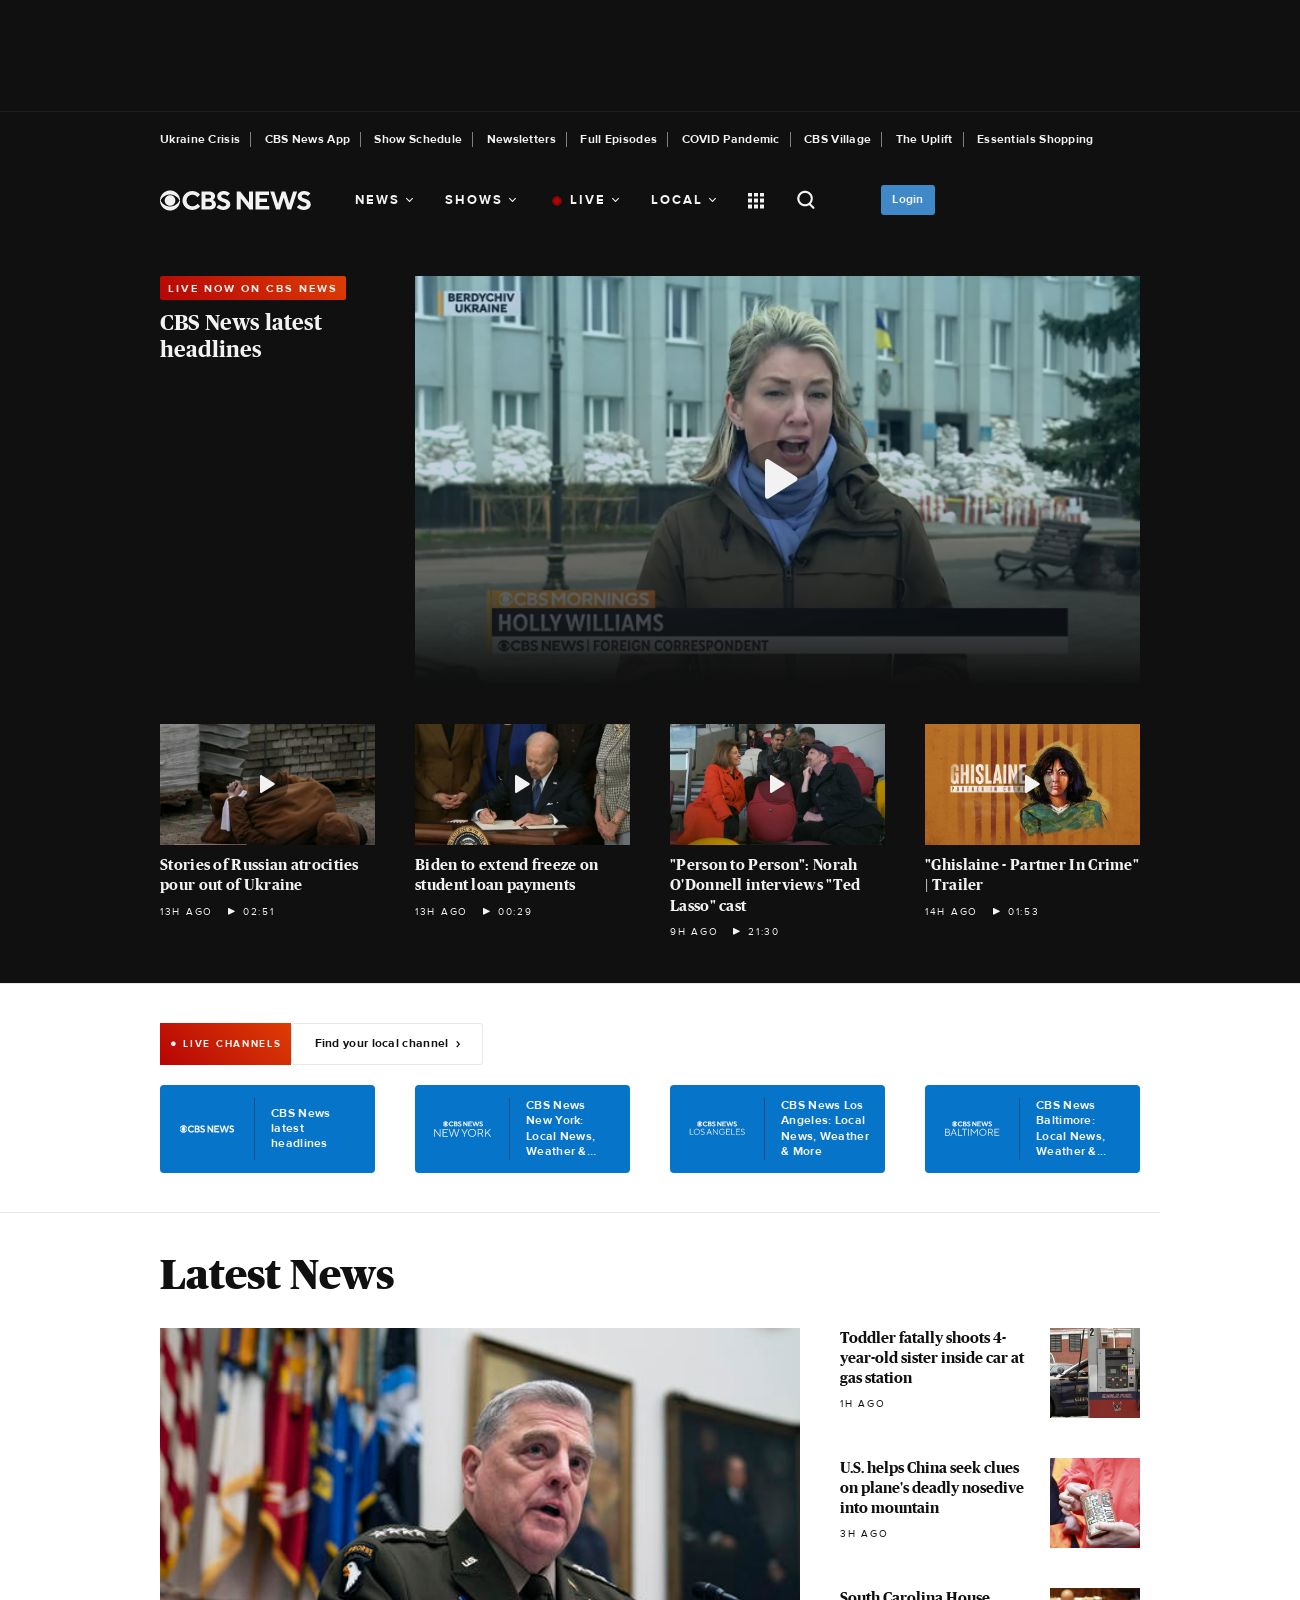 Ukraine Crisis
CBS News App
Show Schedule
Newsletters
Full Episodes
COVID Pandemic
CBS Village
The Uplift
Essentials Shopping
CBS NEWS
NEWS
SHOWS
LIVE
LOCAL
Login
LIVE NOW ON CBS NEWS
CBS News latest
headlines
BERDYCHIV
UKRAINE
CBS MORNINGS
HOLLY WILLIAMS
CBS NEWS | FOREIGN CORRESPONDENT
Stories of Russian atrocities
pour out of Ukraine
13H AGO
02:51
Biden to extend freeze on
student loan payments
13H AGO
00:29
"Person to Person": Norah
O'Donnell interviews "Ted
Lasso" cast
9H AGO
21:30
GHISLAINE
PARTNER IN
"Ghislaine - Partner In Crime"
| Trailer
14H AGO
01:53
LIVE CHANNELS
Find your local channel ›
CBS NEWS
CBS News
latest
headlines
CBS NEWS
NEW YORK
CBS News
New York:
Local News,
Weather &...
CBS NEWS
LOS ANGELES
CBS News Los
Angeles: Local
News, Weather
& More
CBS NEWS
BALTIMORE
CBS News
Baltimore:
Local News,
Weather &...
Latest News
AIRBORNE
U.S.
Toddler fatally shoots 4-
year-old sister inside car at
gas station
1H AGO
2
U.S. helps China seek clues
on plane's deadly nosedive
into mountain
3H AGO
South Carolina House